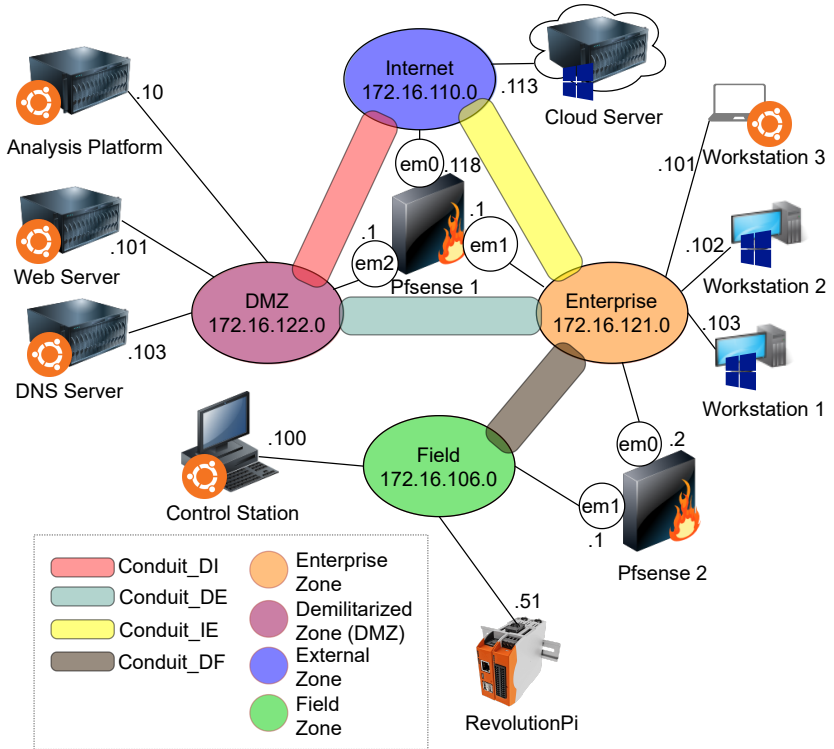 Internet
172.16.110.0
.113
Cloud Server
.10
Analysis Platform
em0
.118
.101
Workstation 3
.101
Web Server
.1
em2
.1
em1
Pfsense 1
.102
Workstation 2
DMZ
172.16.122.0
Enterprise
172.16.121.0
.103
DNS Server
.103
Workstation 1
.100
Control Station
Field
172.16.106.0
em0
.2
em1
.1
Pfsense 2
Conduit_DI
Conduit_DE
Conduit_IE
Conduit_DF
Enterprise
Zone
Demilitarized
Zone (DMZ)
External
Zone
Field
Zone
.51
RevolutionPi